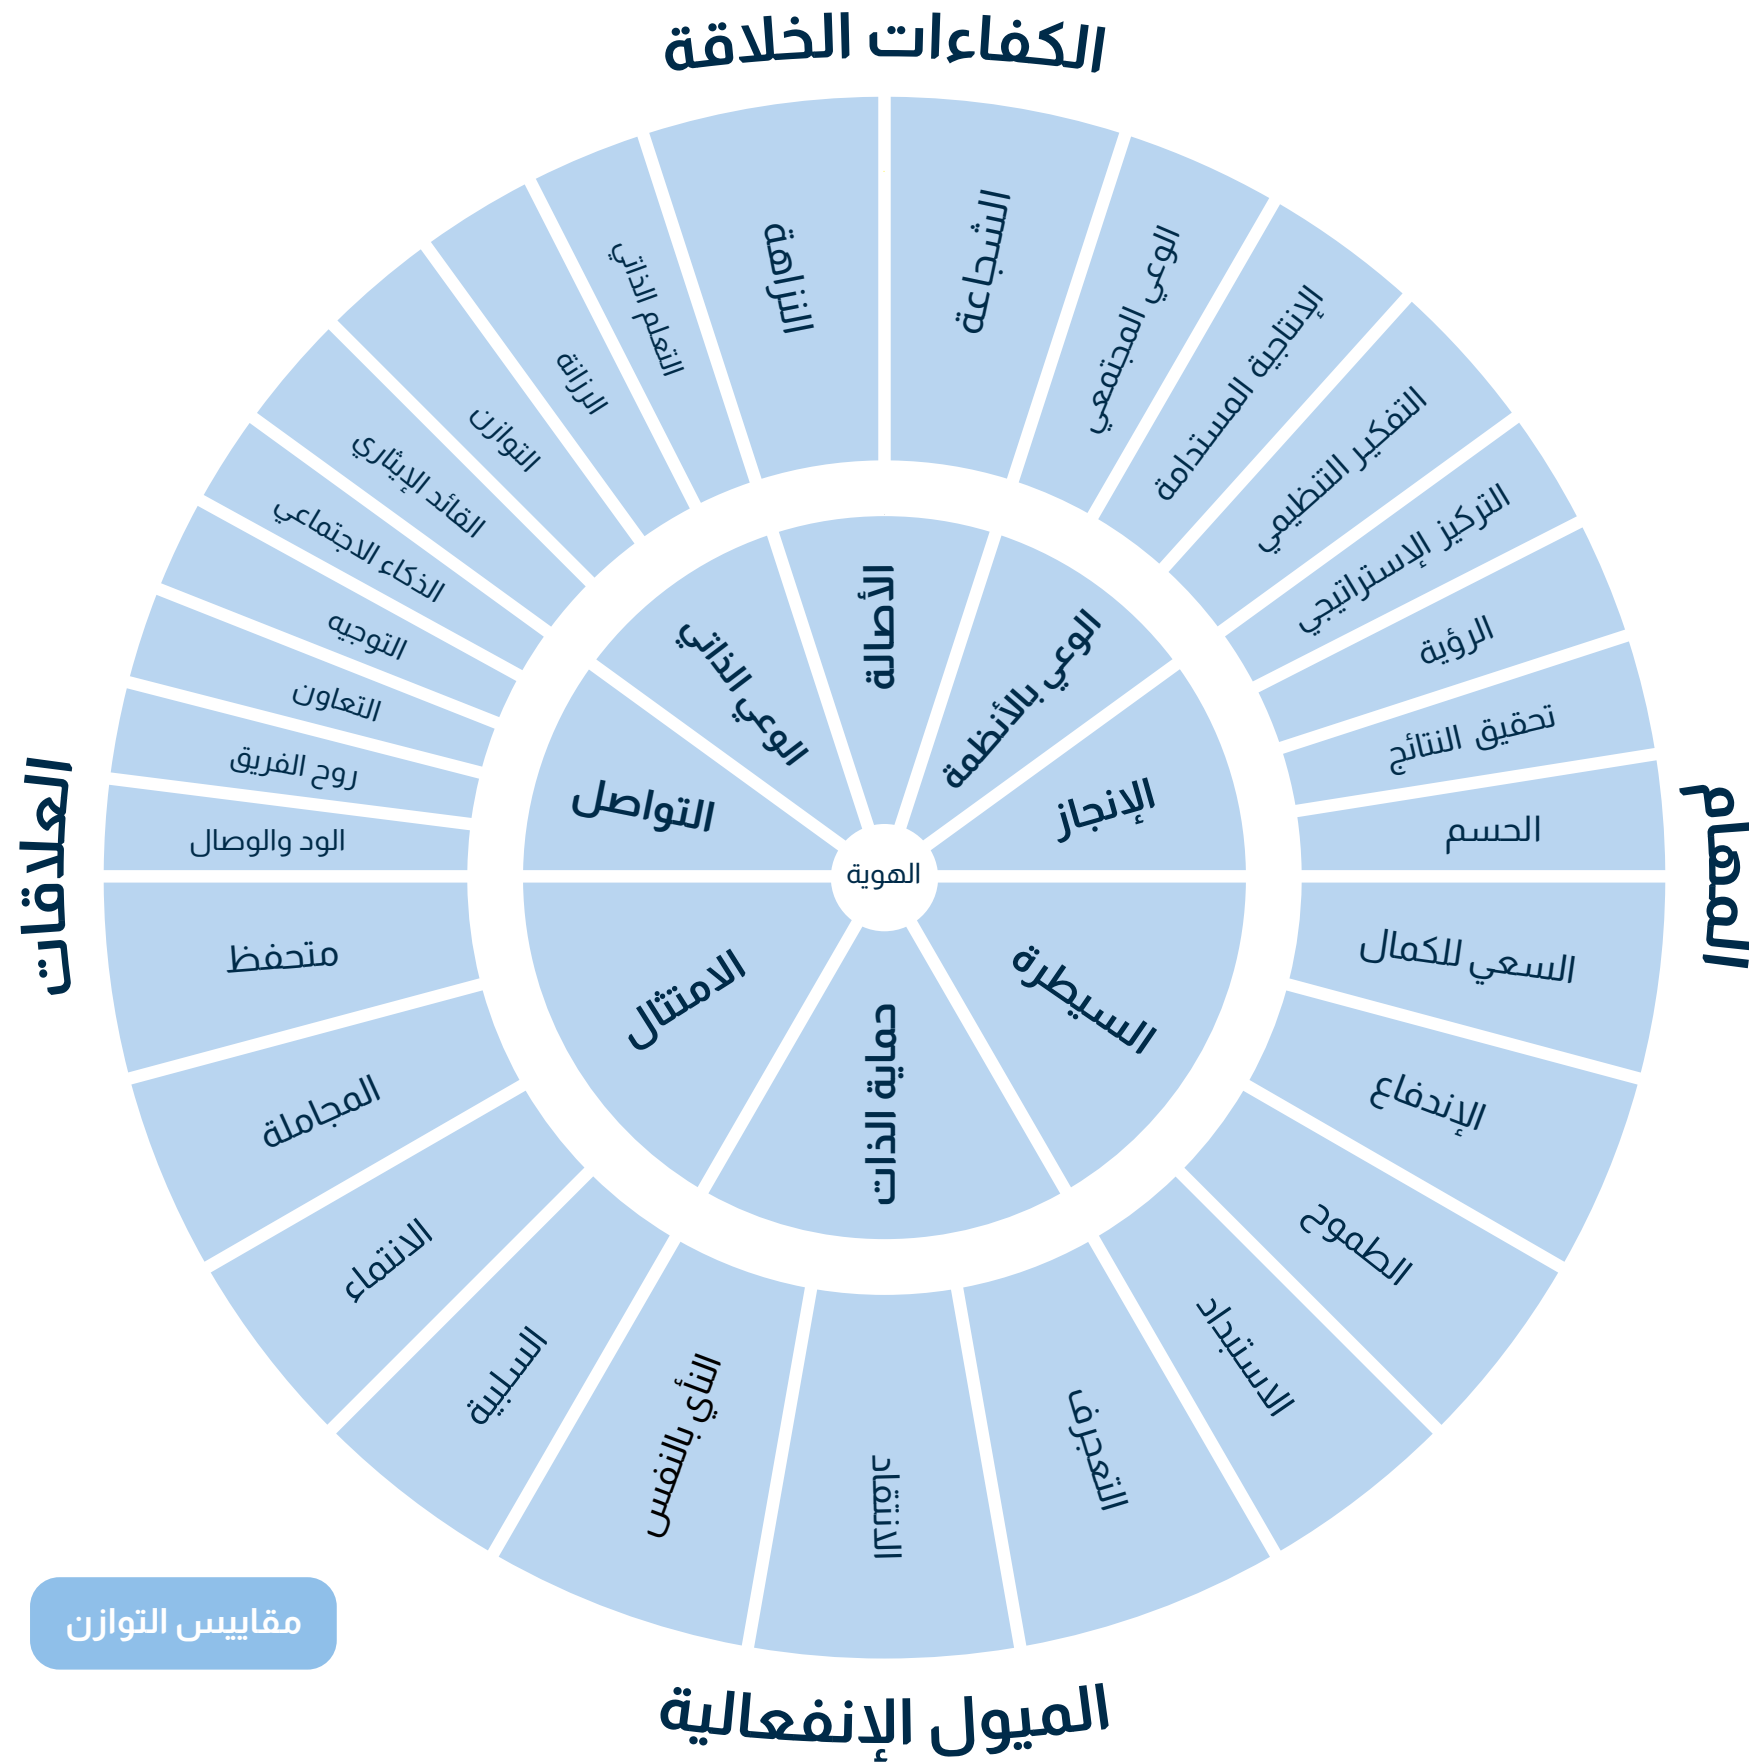 الكفاءات الخلاقة
المهام
الميول الإنفعالية
العلاقات
الهوية
الأصالة
الوعي بالأنظمة
الإنجاز
السيطرة
حماية الذات
الامتثال
التواصل
الوعي الذاتي
الشجاعة
الوعي المجتمعي
الإنتاجية المستدامة
التفكير التنظيمي
التركيز الإستراتيجي
الرؤية
تحقيق النتائج
الحسم
السعي للكمال
الإندفاع
الطموح
الاستبداد
التعجرف
الانتقاد
النأي بالنفس
السلبية
الانتماء
المجاملة
متحفظ
الود والوصال
روح الفريق
التعاون
التوجيه
الذكاء الاجتماعي
القائد الإيثاري
التوازن
الرزانة
التعلم الذاتي
النزاهة
مقاييس التوازن